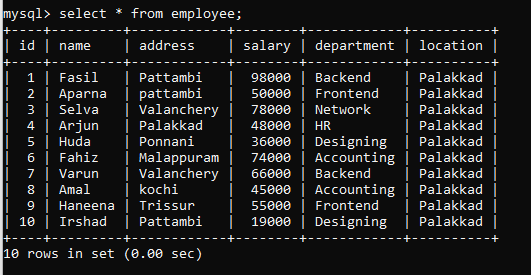 mysql> select * from employee;
+----+---------+------------+--------+------------+----------+
| id | name    | address    | salary | department | location |
+----+---------+------------+--------+------------+----------+
|  1 | Fasil   | Pattambi   |  98000 | Backend    | Palakkad |
|  2 | Aparna  | pattambi   |  50000 | Frontend   | Palakkad |
|  3 | Selva   | Valanchery |  78000 | Network    | Palakkad |
|  4 | Arjun   | Palakkad   |  48000 | HR         | Palakkad |
|  5 | Huda    | Ponnani    |  36000 | Designing  | Palakkad |
|  6 | Fahiz   | Malappuram |  74000 | Accounting | Palakkad |
|  7 | Varun   | Valanchery |  66000 | Backend    | Palakkad |
|  8 | Amal    | kochi      |  45000 | Accounting | Palakkad |
|  9 | Haneena | Trissur    |  55000 | Frontend   | Palakkad |
| 10 | Irshad  | Pattambi   |  19000 | Designing  | Palakkad |
+----+---------+------------+--------+------------+----------+
10 rows in set (0.00 sec)